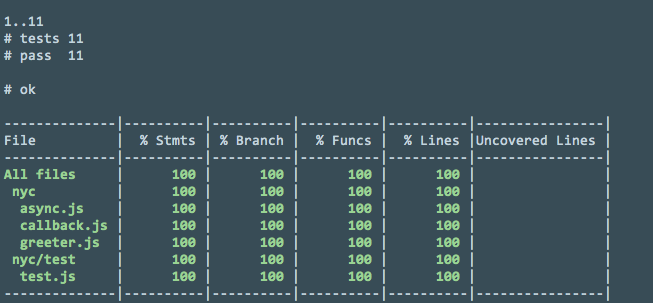 1..11
# tests 11
# pass  11
# ok
--------------|----------|----------|----------|----------|----------------|
File          |  % Stmts | % Branch |  % Funcs |  % Lines |Uncovered Lines |
--------------|----------|----------|----------|----------|----------------|
All files     |      100 |      100 |      100 |      100 |                |
 nyc          |      100 |      100 |      100 |      100 |                |
  async.js    |      100 |      100 |      100 |      100 |                |
  callback.js |      100 |      100 |      100 |      100 |                |
  greeter.js  |      100 |      100 |      100 |      100 |                |
 nyc/test     |      100 |      100 |      100 |      100 |                |
  test.js     |      100 |      100 |      100 |      100 |                |
--------------|----------|----------|----------|----------|----------------|